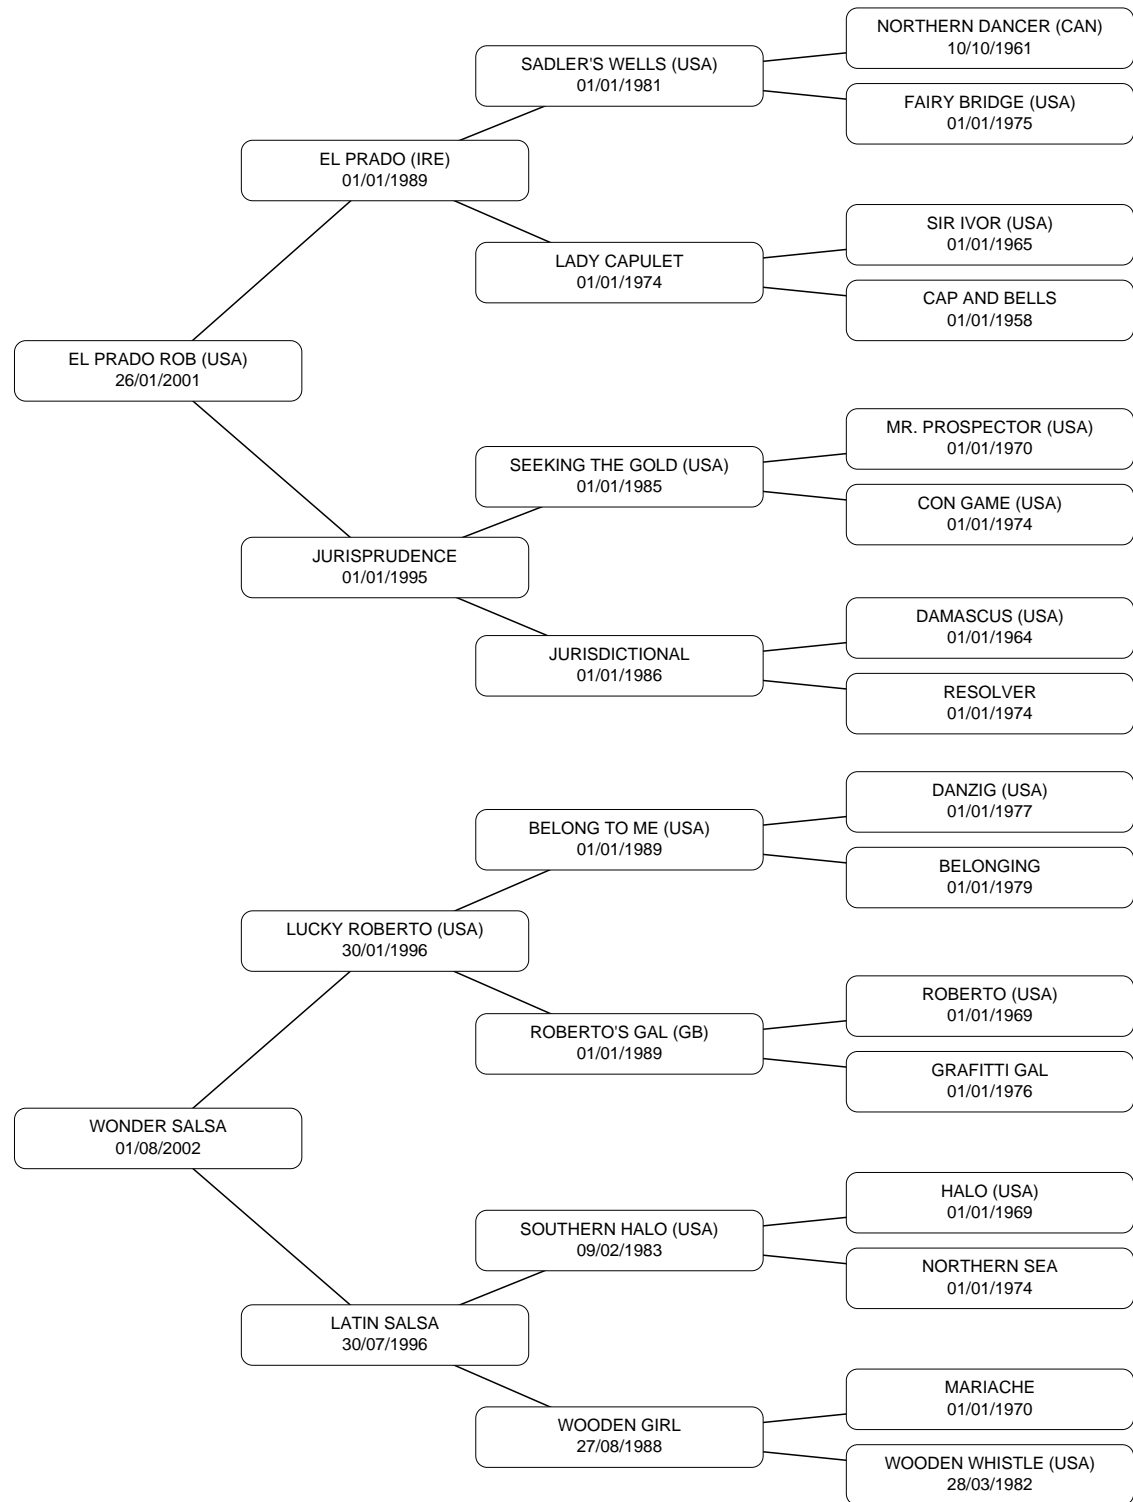 NORTHERN DANCER (CAN)
10/10/1961
SADLER'S WELLS (USA)
01/01/1981
FAIRY BRIDGE (USA)
01/01/1975
EL PRADO (IRE)
01/01/1989
SIR IVOR (USA)
01/01/1965
LADY CAPULET
01/01/1974
CAP AND BELLS
01/01/1958
EL PRADO ROB (USA)
26/01/2001
MR. PROSPECTOR (USA)
01/01/1970
SEEKING THE GOLD (USA)
01/01/1985
CON GAME (USA)
01/01/1974
JURISPRUDENCE
01/01/1995
DAMASCUS (USA)
01/01/1964
JURISDICTIONAL
01/01/1986
RESOLVER
01/01/1974
DANZIG (USA)
01/01/1977
BELONG TO ME (USA)
01/01/1989
BELONGING
01/01/1979
LUCKY ROBERTO (USA)
30/01/1996
ROBERTO (USA)
01/01/1969
ROBERTO'S GAL (GB)
01/01/1989
GRAFITTI GAL
01/01/1976
WONDER SALSA
01/08/2002
HALO (USA)
01/01/1969
SOUTHERN HALO (USA)
09/02/1983
NORTHERN SEA
01/01/1974
LATIN SALSA
30/07/1996
MARIACHE
01/01/1970
WOODEN GIRL
27/08/1988
WOODEN WHISTLE (USA)
28/03/1982